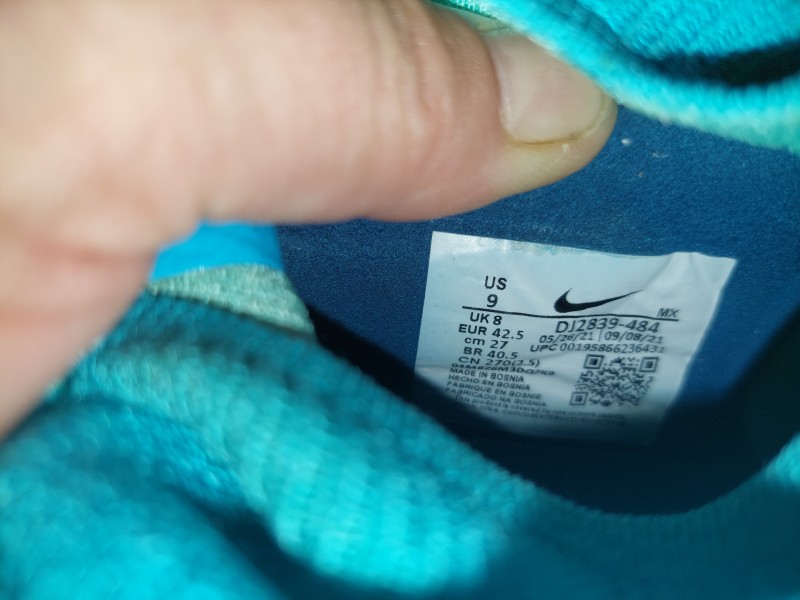 US
9
MX
UK 8
DJ2839-484
EUR 42.5
05/26/21 09/08/21
cm 27
UPC 00195866236431
BR 40.5
CN 270(2.5)
MADE IN BOSNIA
HECHO EN BOSNIA
FABRIQUE EN BOSNIE
FABRICADO NA BOSNIA